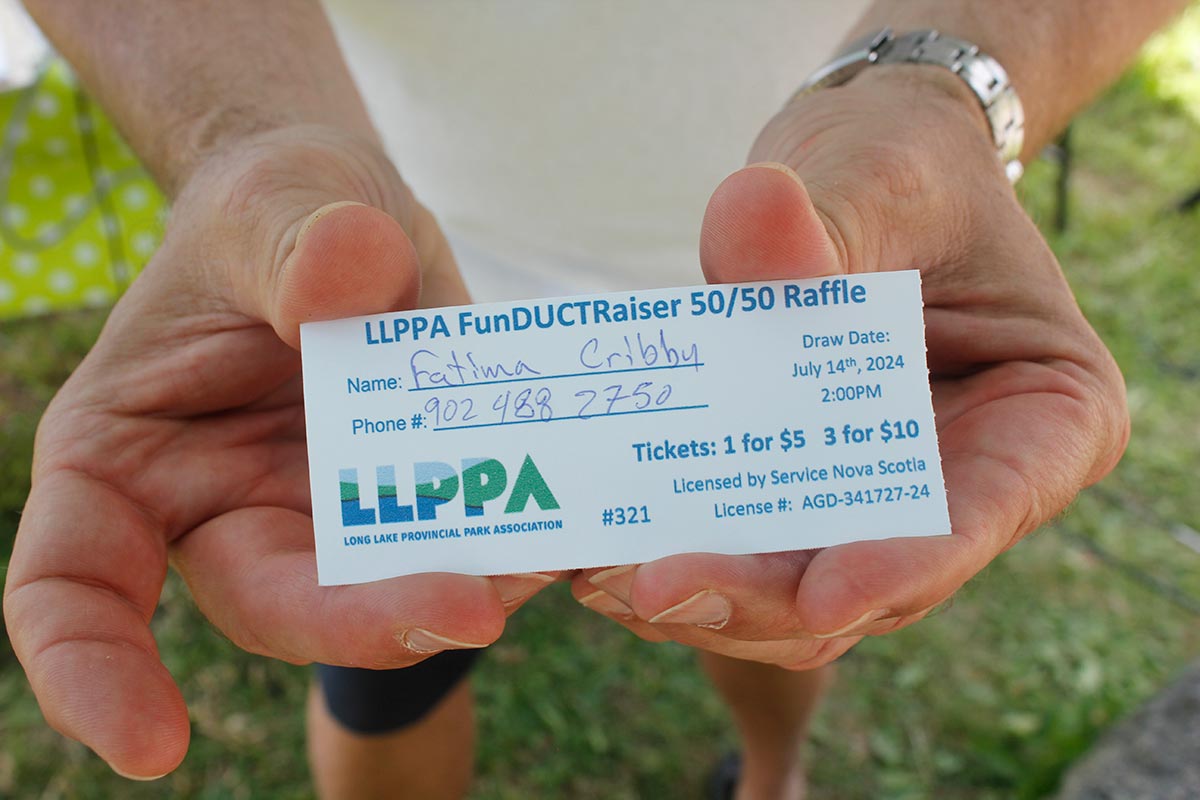 LLPPA FunDUCTRaiser 50/50 Raffle
Name: Fatima Cribby
Phone #: 902 488 2750
Draw Date:
July 14th, 2024
2:00PM
Tickets: 1 for $5 3 for $10
Licensed by Service Nova Scotia
License #: AGD-341727-24
#321
LLPPA
LONG LAKE PROVINCIAL PARK ASSOCIATION